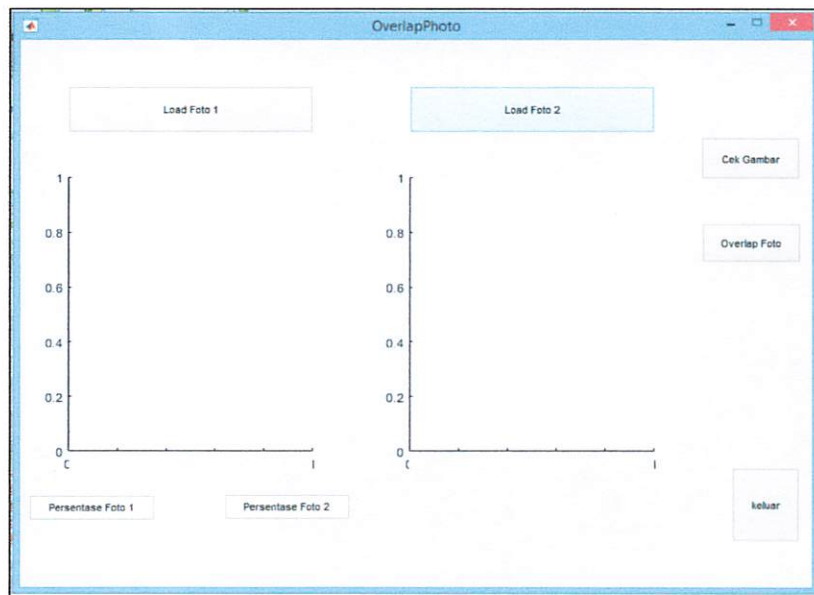 OverlapPhoto
Load Foto 1
Load Foto 2
Cek Gambar
Overlap Foto
1
0.8
0.6
0.4
0.2
0
1
0.8
0.6
0.4
0.2
0
Persentase Foto 1
Persentase Foto 2
keluar